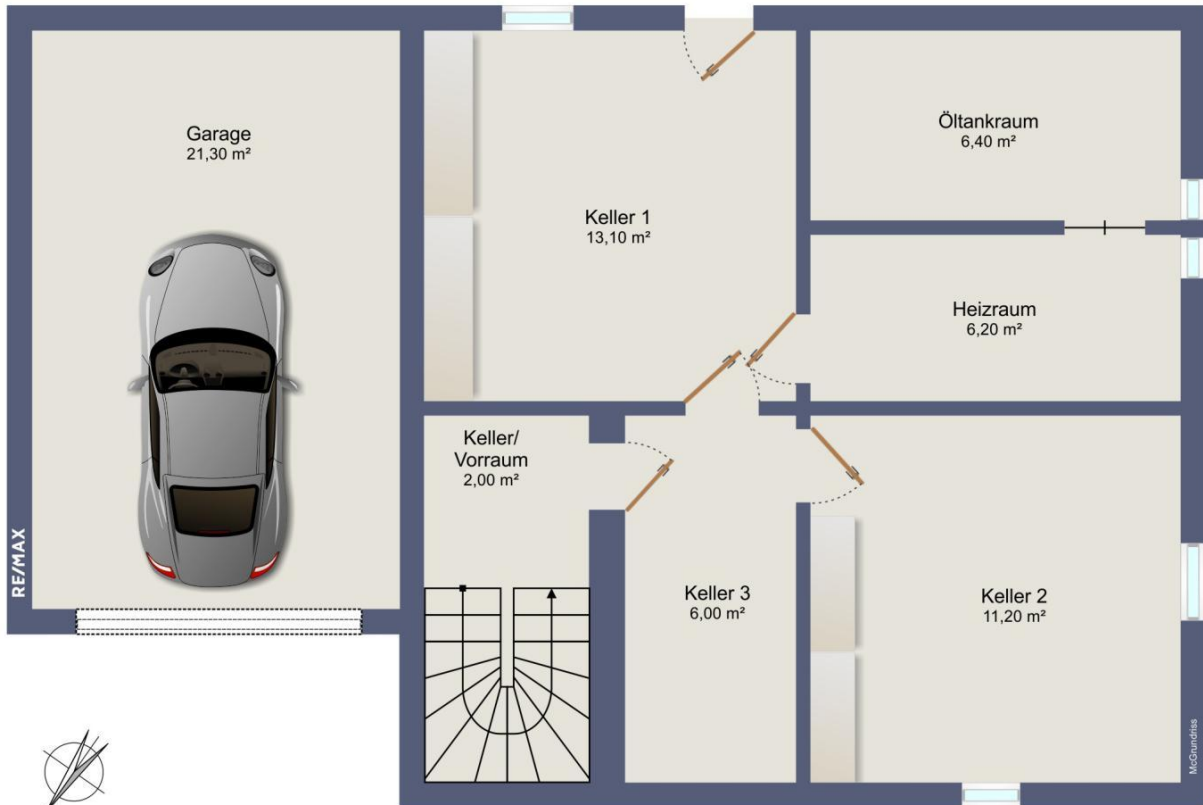 Garage
21,30 m²
Keller 1
13,10 m²
Öltankraum
6,40 m²
Heizraum
6,20 m²
Keller/
Vorraum
2,00 m²
Keller 3
6,00 m²
Keller 2
11,20 m²
RE/MAX
McGrundriss